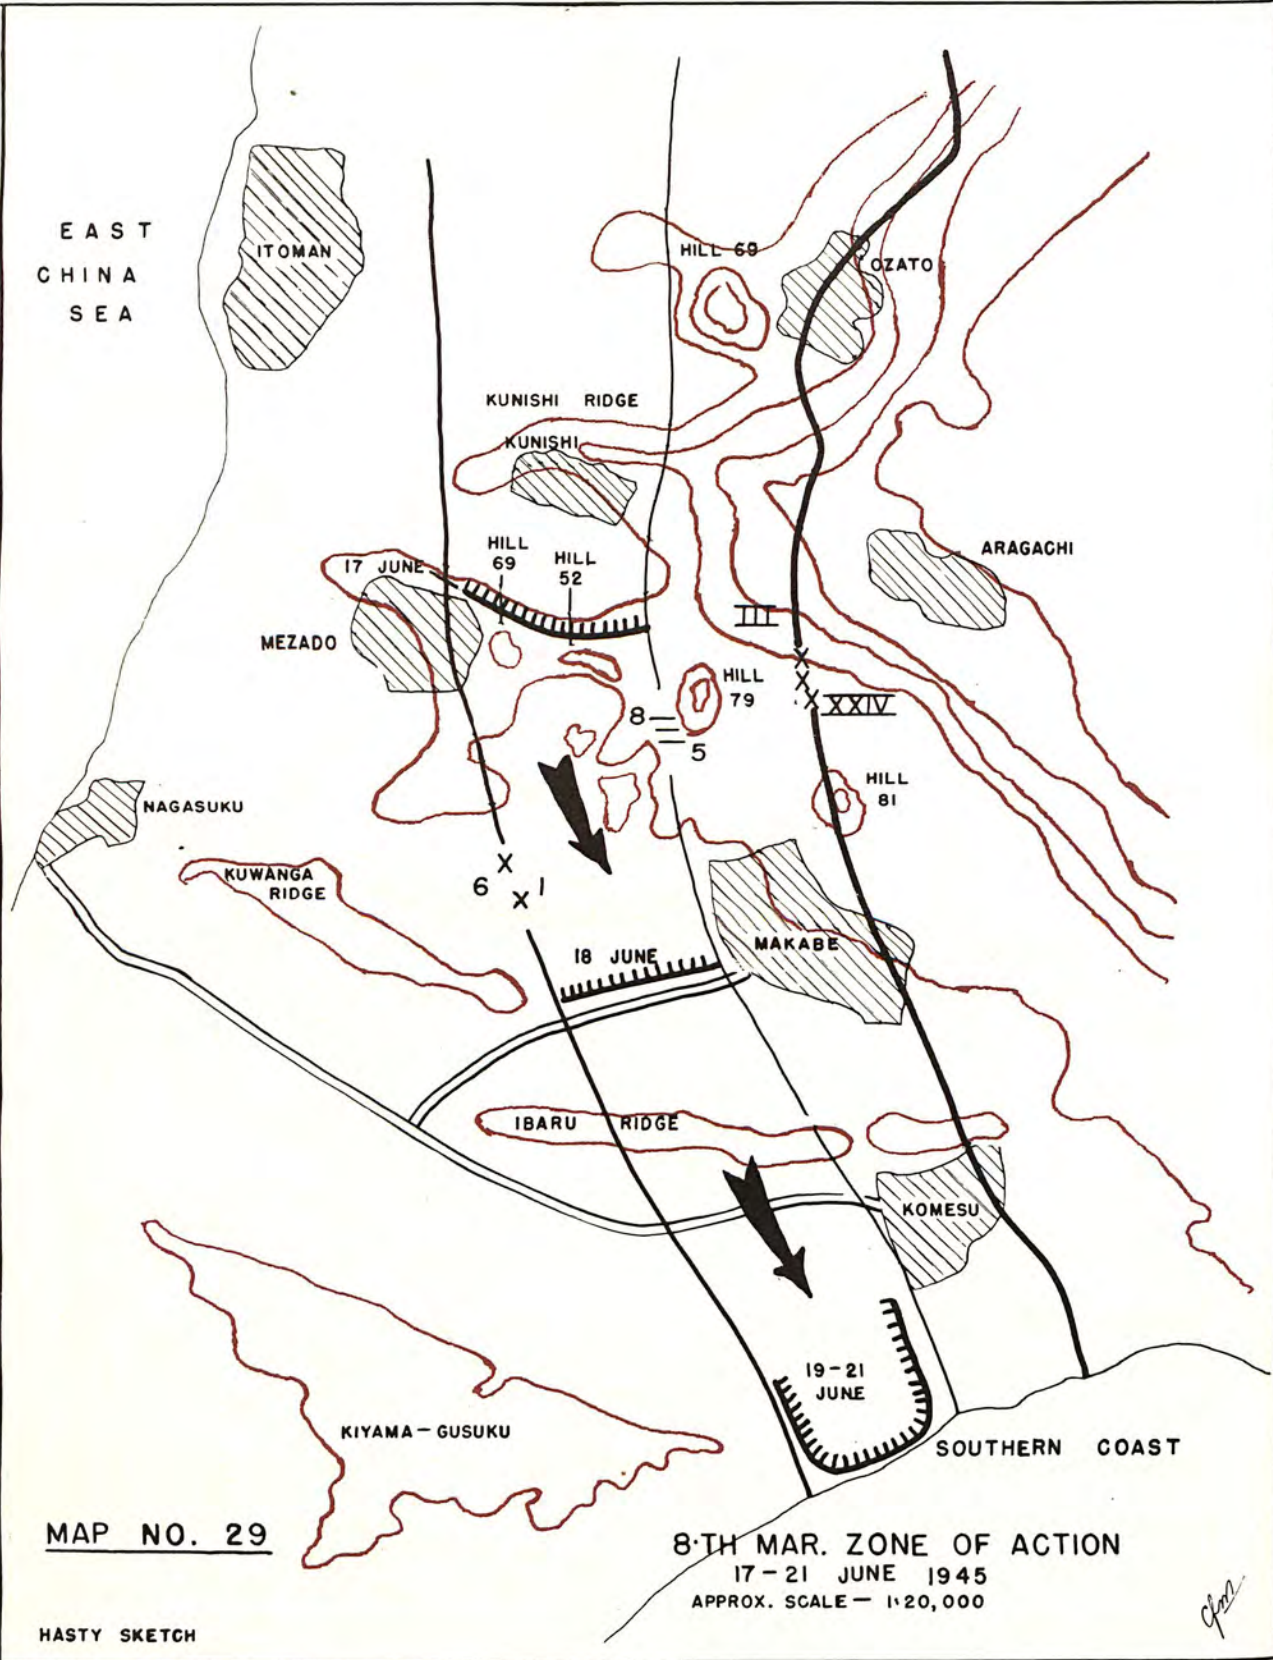 EAST
CHINA
SEA
ITOMAN
HILL 69
OZATO
KUNISHI RIDGE
KUNISHI
17 JUNE
HILL
69
HILL
52
ARAGACHI
MEZADO
III
HILL
79
XXX
XXIV
8
5
HILL
81
NAGASUKU
KUWANGA
RIDGE
X
6 1
X
18 JUNE
MAKABE
IBARU RIDGE
KOMESU
19-21
JUNE
KIYAMA-GUSUKU
SOUTHERN COAST
MAP NO. 29
8·TH MAR. ZONE OF ACTION
17-21 JUNE 1945
APPROX. SCALE - 1:20,000
HASTY SKETCH